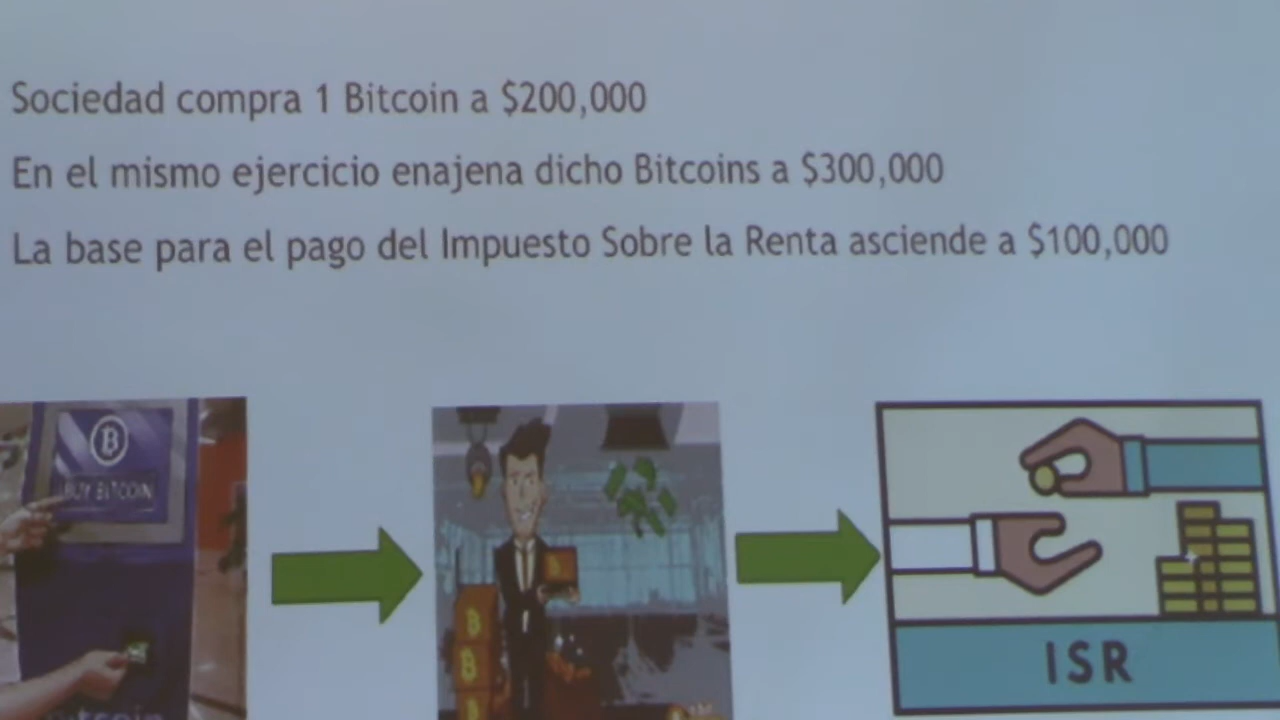 Sociedad compra 1 Bitcoin a $200,000
En el mismo ejercicio enajena dicho Bitcoins a $300,000
La base para el pago del Impuesto Sobre la Renta asciende a $100,000
BUY BITCOIN
ISR